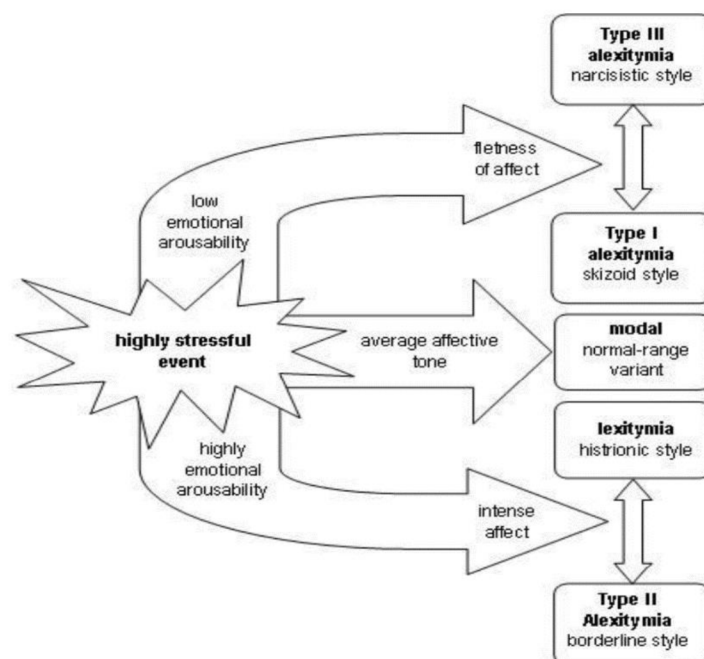 Type III
alexitymia
narcisistic style
fletness
of affect
low
emotional
arousability
Type I
alexitymia
skizoid style
highly stressful
event
average affective
tone
modal
normal-range
variant
lexitymia
histrionic style
highly
emotional
arousability
intense
affect
Type II
Alexitymia
borderline style